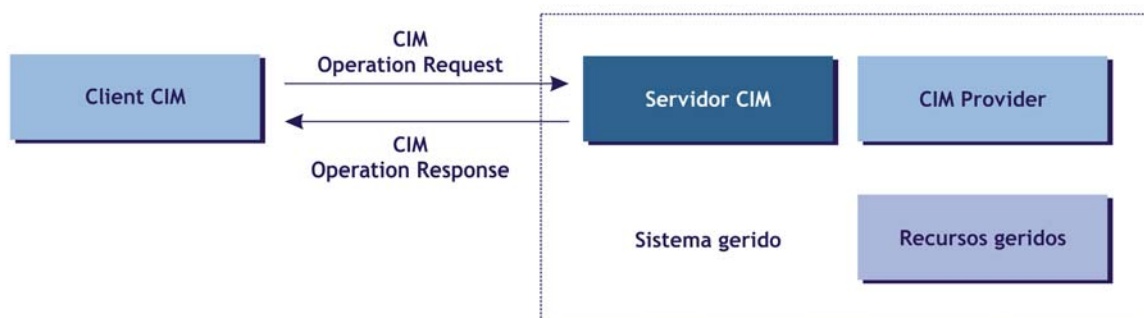 CIM
Operation Request
Client CIM
Servidor CIM
CIM Provider
CIM
Operation Response
Sistema gerido
Recursos geridos